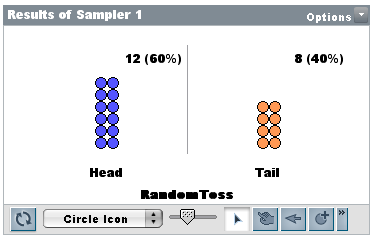 Results of Sampler 1 Options
12 (60%) 8 (40%)
Head Tail
RandomToss
Circle Icon »